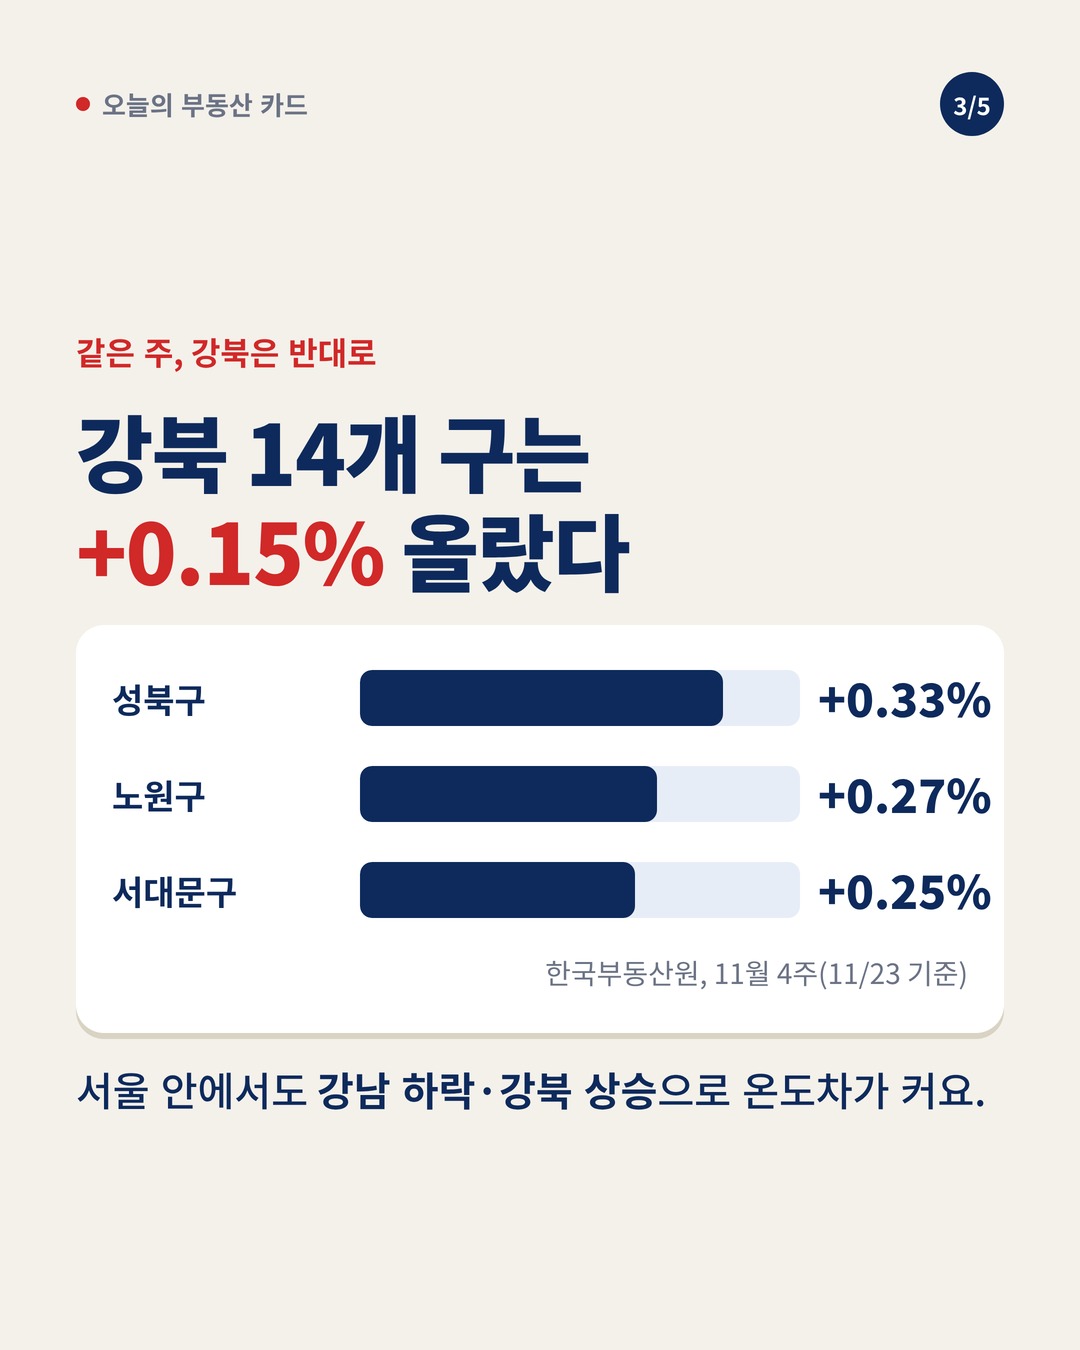 오늘의 부동산 카드
3/5
같은 주, 강북은 반대로
강북 14개 구는
+0.15% 올랐다
성북구 +0.33%
노원구 +0.27%
서대문구 +0.25%
한국부동산원, 11월 4주(11/23 기준)
서울 안에서도 강남 하락·강북 상승으로 온도차가 커요.